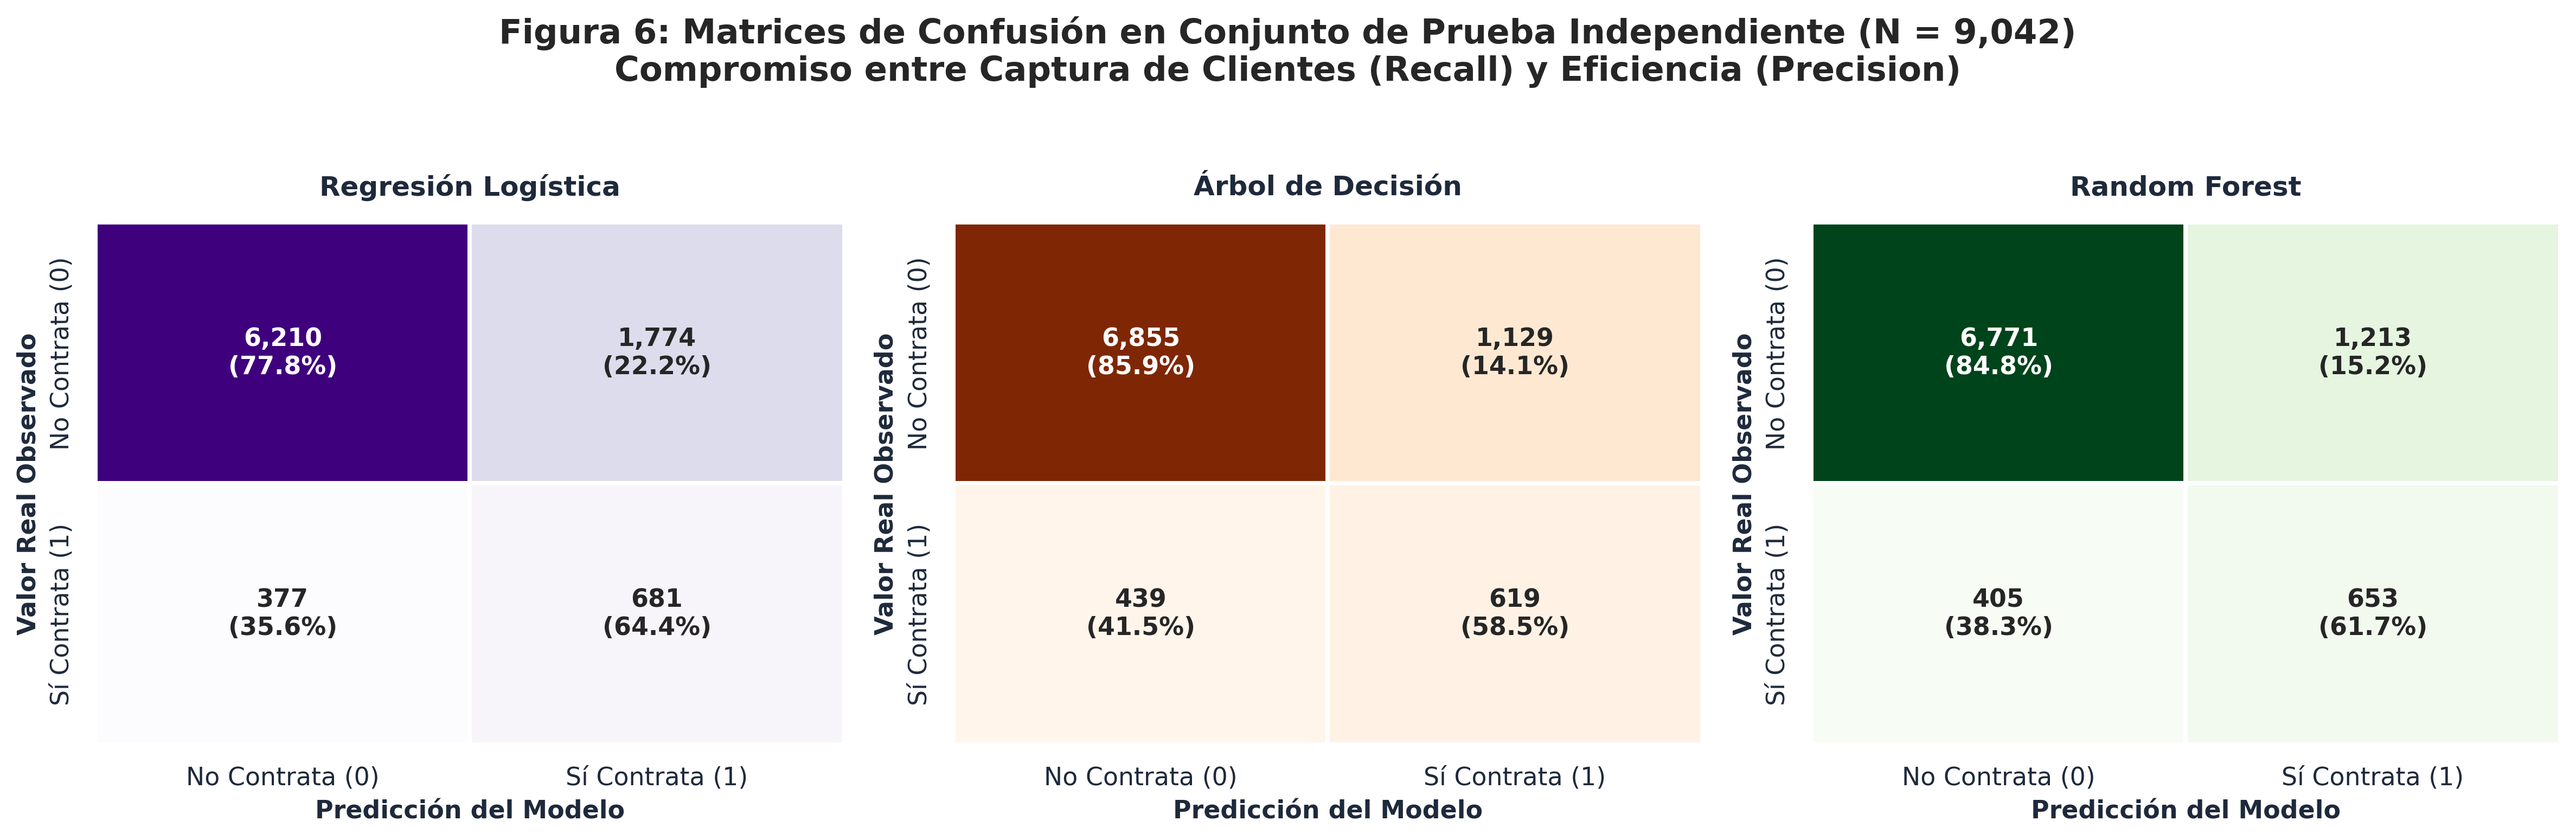 Figura 6: Matrices de Confusión en Conjunto de Prueba Independiente (N = 9,042)
Compromiso entre Captura de Clientes (Recall) y Eficiencia (Precision)
Regresión Logística
Valor Real Observado
No Contrata (0)
Sí Contrata (1)
6,210
(77.8%)
1,774
(22.2%)
377
(35.6%)
681
(64.4%)
No Contrata (0)
Sí Contrata (1)
Predicción del Modelo
Árbol de Decisión
Valor Real Observado
No Contrata (0)
Sí Contrata (1)
6,855
(85.9%)
1,129
(14.1%)
439
(41.5%)
619
(58.5%)
No Contrata (0)
Sí Contrata (1)
Predicción del Modelo
Random Forest
Valor Real Observado
No Contrata (0)
Sí Contrata (1)
6,771
(84.8%)
1,213
(15.2%)
405
(38.3%)
653
(61.7%)
No Contrata (0)
Sí Contrata (1)
Predicción del Modelo